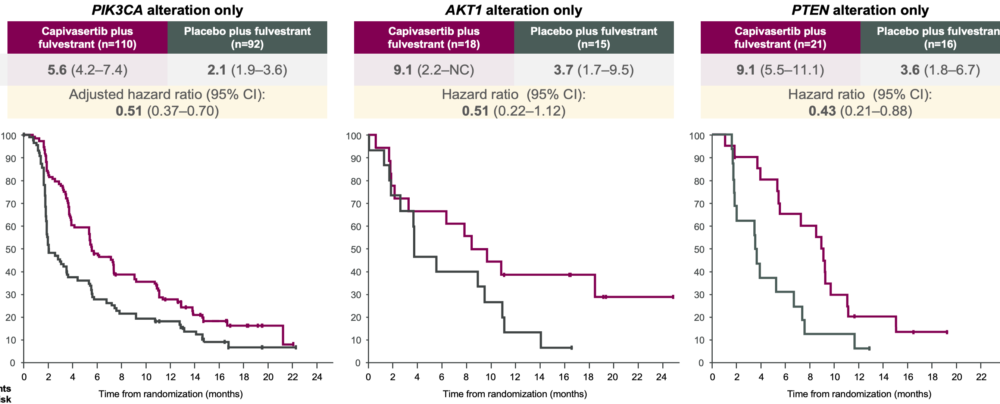 PIK3CA alteration only
Capivasertib plus
fulvestrant (n=110)
Placebo plus fulvestrant
(n=92)
5.6 (4.2–7.4)
2.1 (1.9–3.6)
Adjusted hazard ratio (95% CI):
0.51 (0.37–0.70)
100
90
80
70
60
50
40
30
20
10
0
0 2 4 6 8 10 12 14 16 18 20 22 24
Time from randomization (months)
nts
isk
AKT1 alteration only
Capivasertib plus
fulvestrant (n=18)
Placebo plus fulvestrant
(n=15)
9.1 (2.2–NC)
3.7 (1.7–9.5)
Hazard ratio (95% CI):
0.51 (0.22–1.12)
100
90
80
70
60
50
40
30
20
10
0
0 2 4 6 8 10 12 14 16 18 20 22 24
Time from randomization (months)
PTEN alteration only
Capivasertib plus
fulvestrant (n=21)
Placebo plus fulvestran
(n=16)
9.1 (5.5–11.1)
3.6 (1.8–6.7)
Hazard ratio (95% CI):
0.43 (0.21–0.88)
100
90
80
70
60
50
40
30
20
10
0
0 2 4 6 8 10 12 14 16 18 20 22
Time from randomization (months)